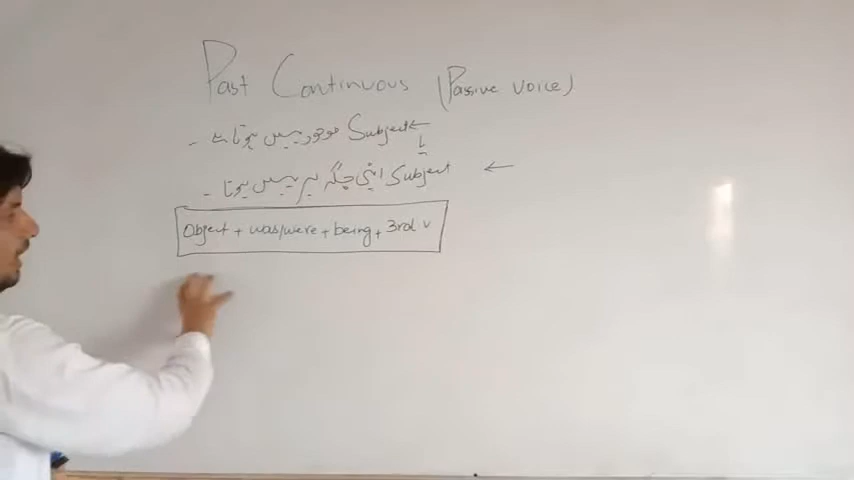 Past Continuous (Passive voice)
Subject موجود نہیں ہوتا ہے -
یا
Subject اپنی جگہ پر نہیں ہوتا -
Object + was/were + being + 3rd v